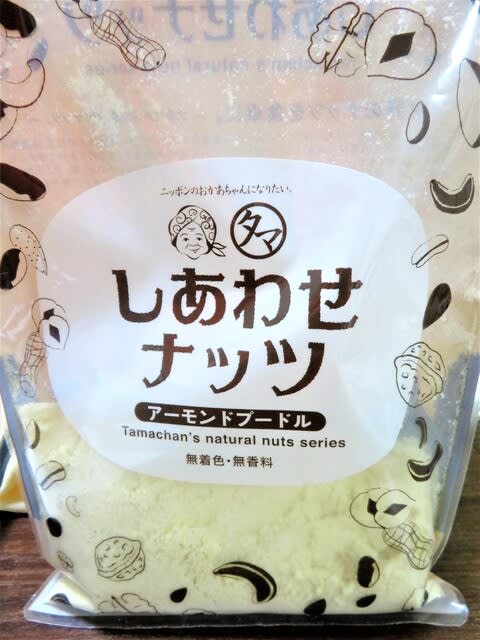 ニッポンのおかあちゃんになりたい。
タマ
しあわせ
ナッツ
アーモンドプードル
Tamachan's natural nuts series
無着色・無香料